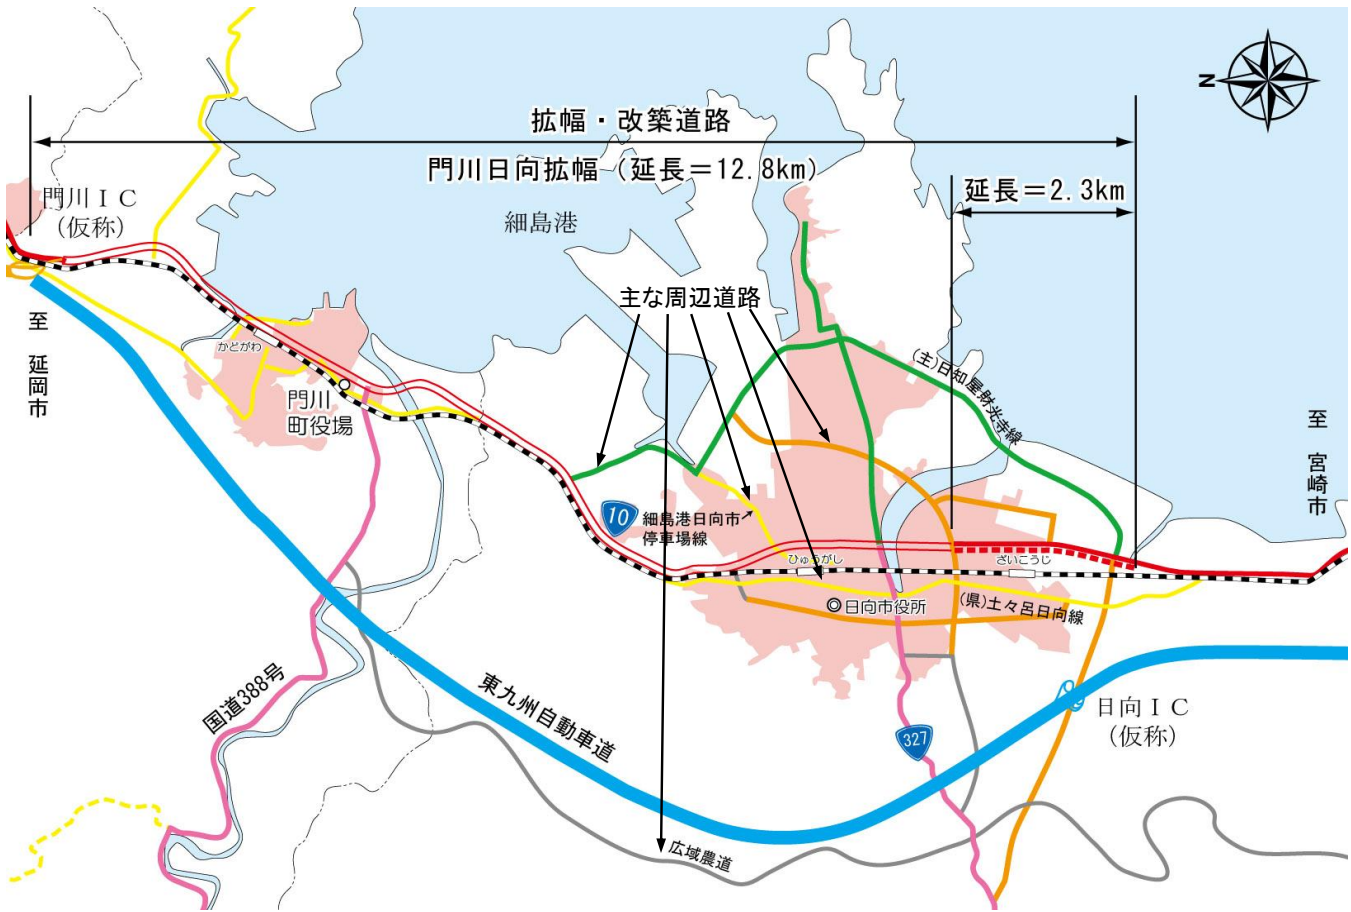 N
拡幅・改築道路
門川日向拡幅（延長＝12.8km）
延長＝2.3km
門川ＩＣ
（仮称）
細島港
主な周辺道路
至 延岡市
かどがわ
門川
町役場
(主)日知屋財光寺線
至 宮崎市
10
細島港日向市
停車場線
ひゅうがし
ざいこうじ
日向市役所
(県)土々呂日向線
国道388号
東九州自動車道
327
日向ＩＣ
（仮称）
広域農道